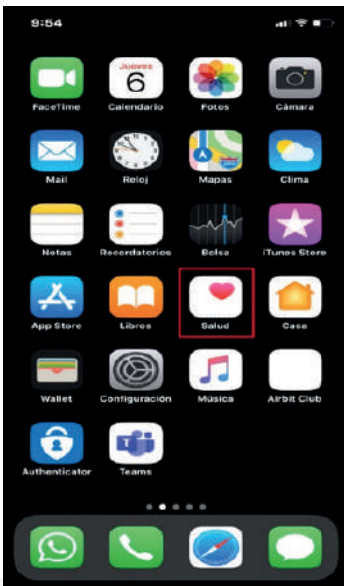 9:54
Jueves
6
FaceTime Calendario Fotos Cámara
Mail Reloj Mapas Clima
Notas Recordatorios Bolsa iTunes Store
App Store Libros Salud Casa
Wallet Configuración Música Airbit Club
Authenticator Teams